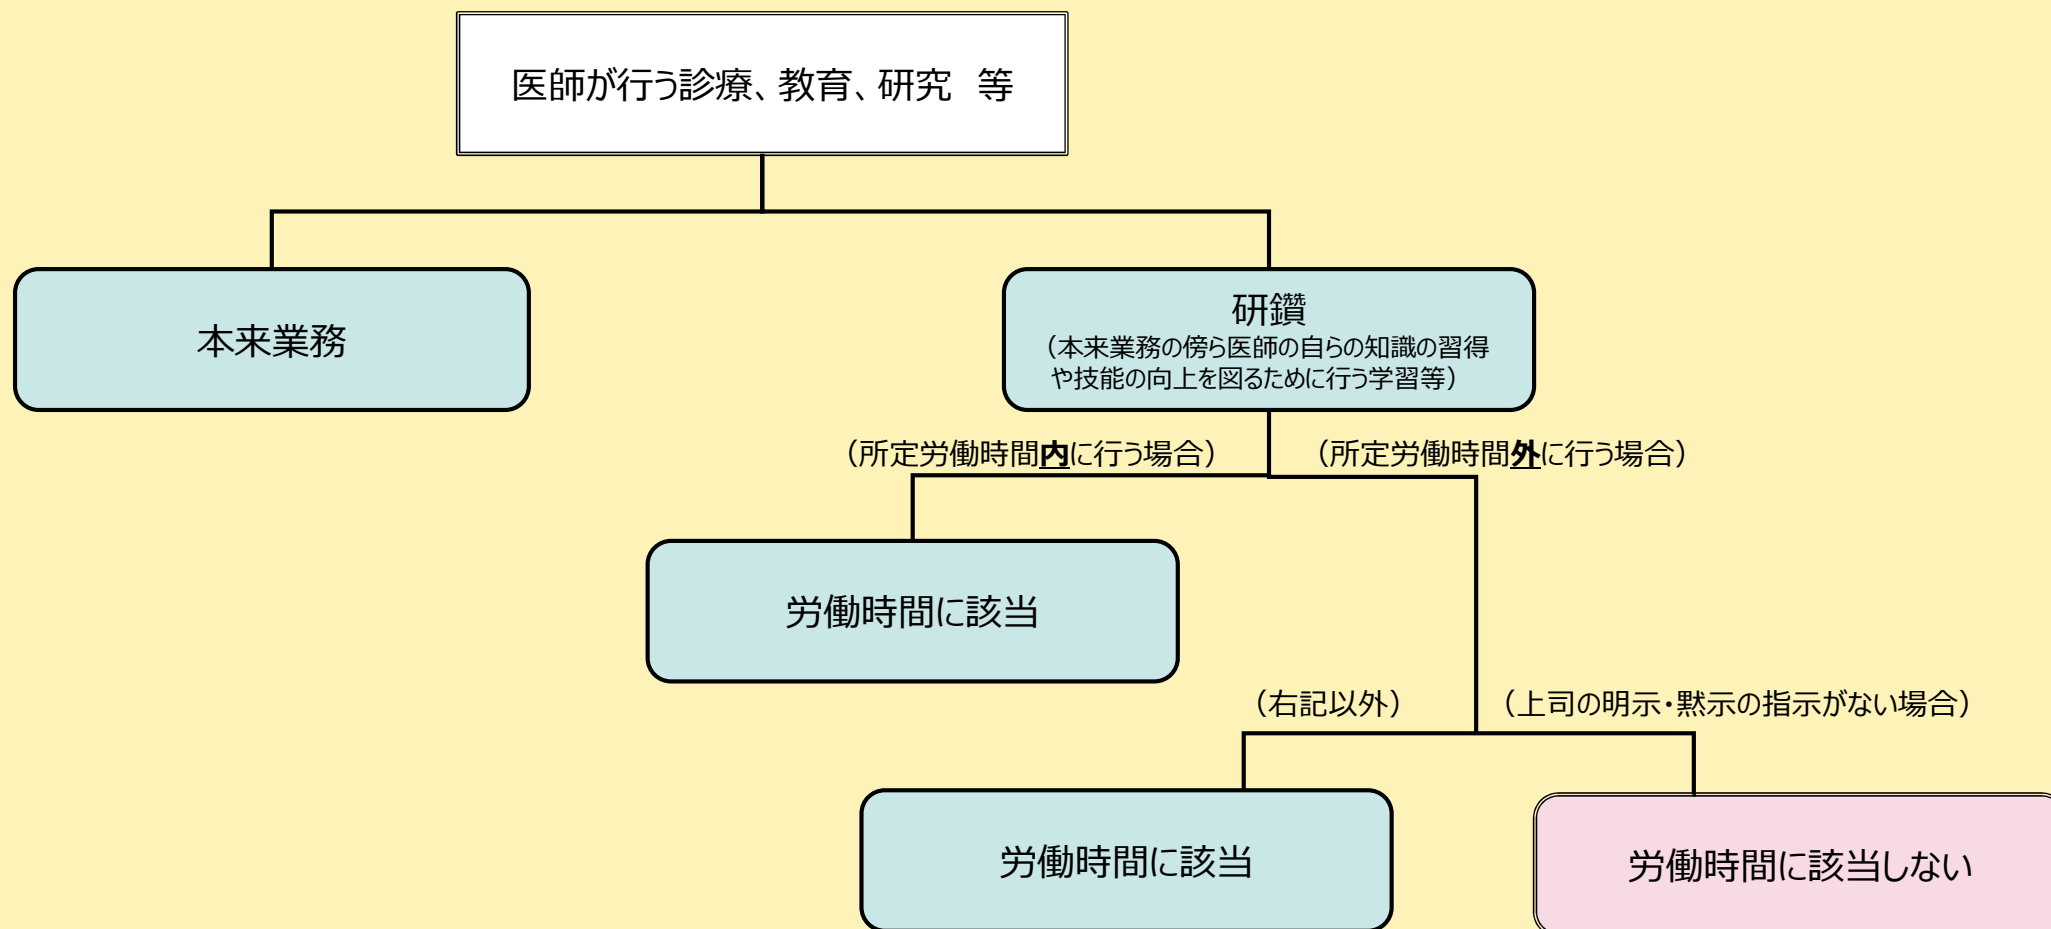 医師が行う診療、教育、研究　等
本来業務
研鑽
（本来業務の傍ら医師の自らの知識の習得
や技能の向上を図るために行う学習等）
（所定労働時間内に行う場合）
（所定労働時間外に行う場合）
労働時間に該当
（右記以外）
（上司の明示・黙示の指示がない場合）
労働時間に該当
労働時間に該当しない